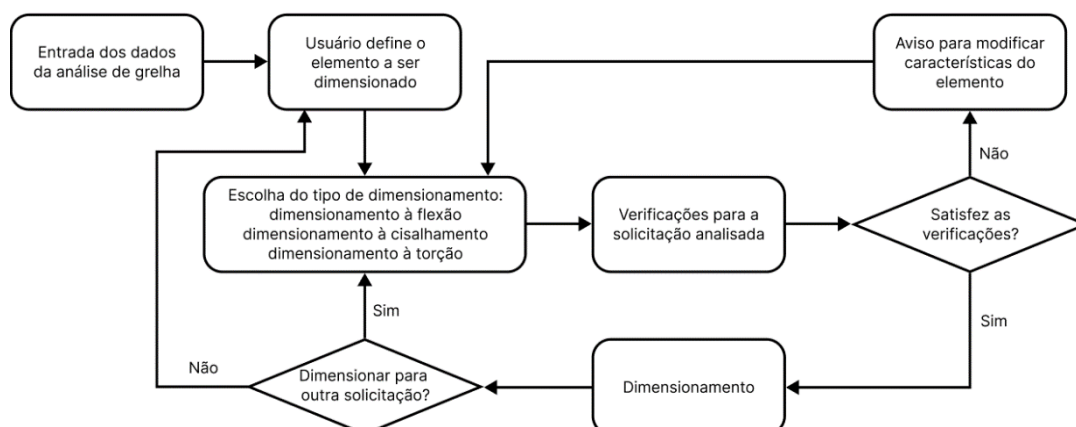 Entrada dos dados
da análise de grelha
Usuário define o
elemento a ser
dimensionado
Aviso para modificar
características do
elemento
Não
Escolha do tipo de dimensionamento:
dimensionamento à flexão
dimensionamento à cisalhamento
dimensionamento à torção
Verificações para a
solicitação analisada
Satisfez as
verificações?
Sim
Sim
Não
Dimensionar para
outra solicitação?
Dimensionamento